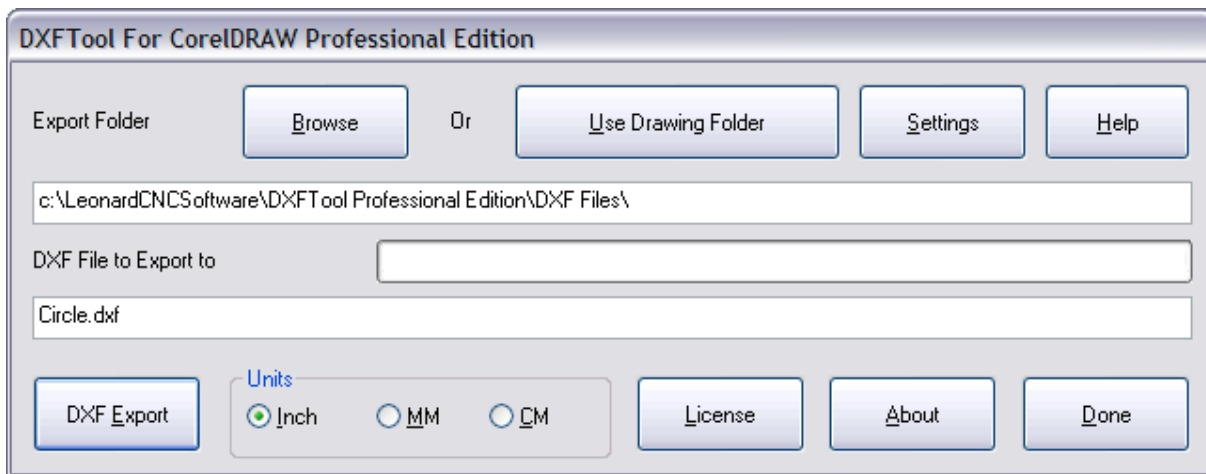 DXFTool For CorelDRAW Professional Edition
Export Folder Browse Or Use Drawing Folder Settings Help
c:\LeonardCNCSoftware\DXFTool Professional Edition\DXF Files\
DXF File to Export to
Circle.dxf
Units
DXF Export Inch MM CM License About Done